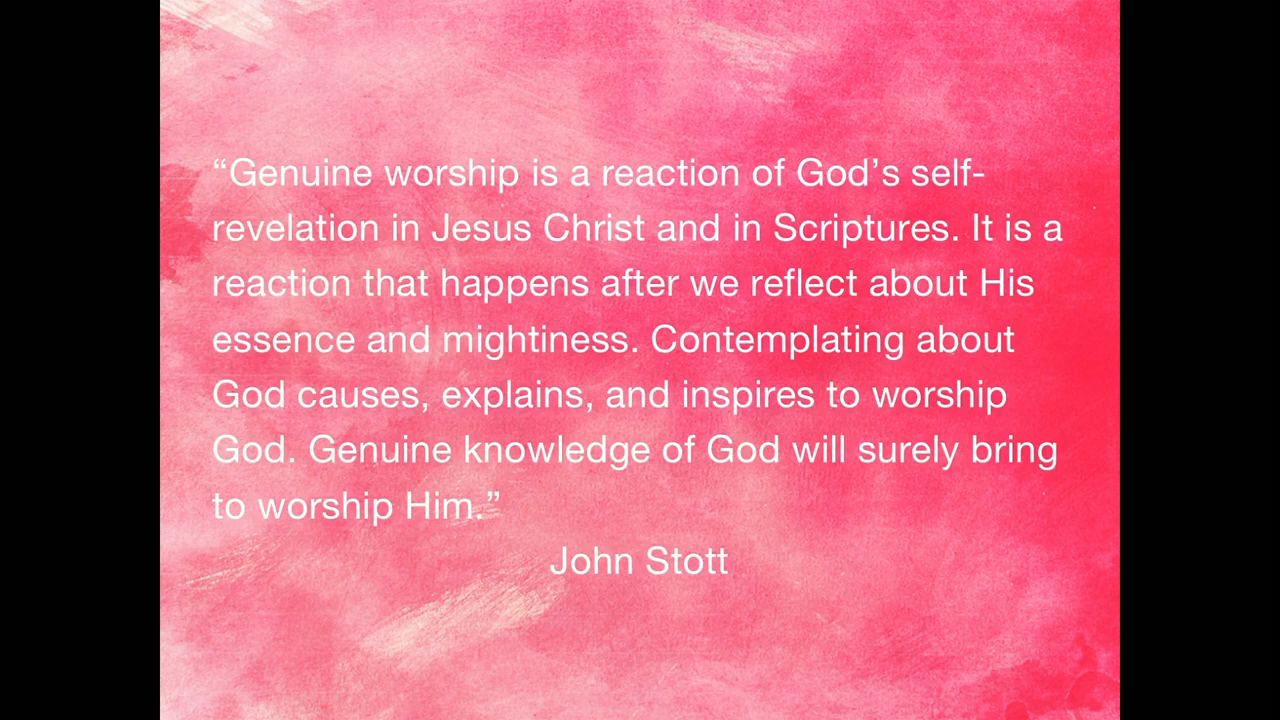 “Genuine worship is a reaction of God’s self-
revelation in Jesus Christ and in Scriptures. It is a
reaction that happens after we reflect about His
essence and mightiness. Contemplating about
God causes, explains, and inspires to worship
God. Genuine knowledge of God will surely bring
to worship Him.”
John Stott